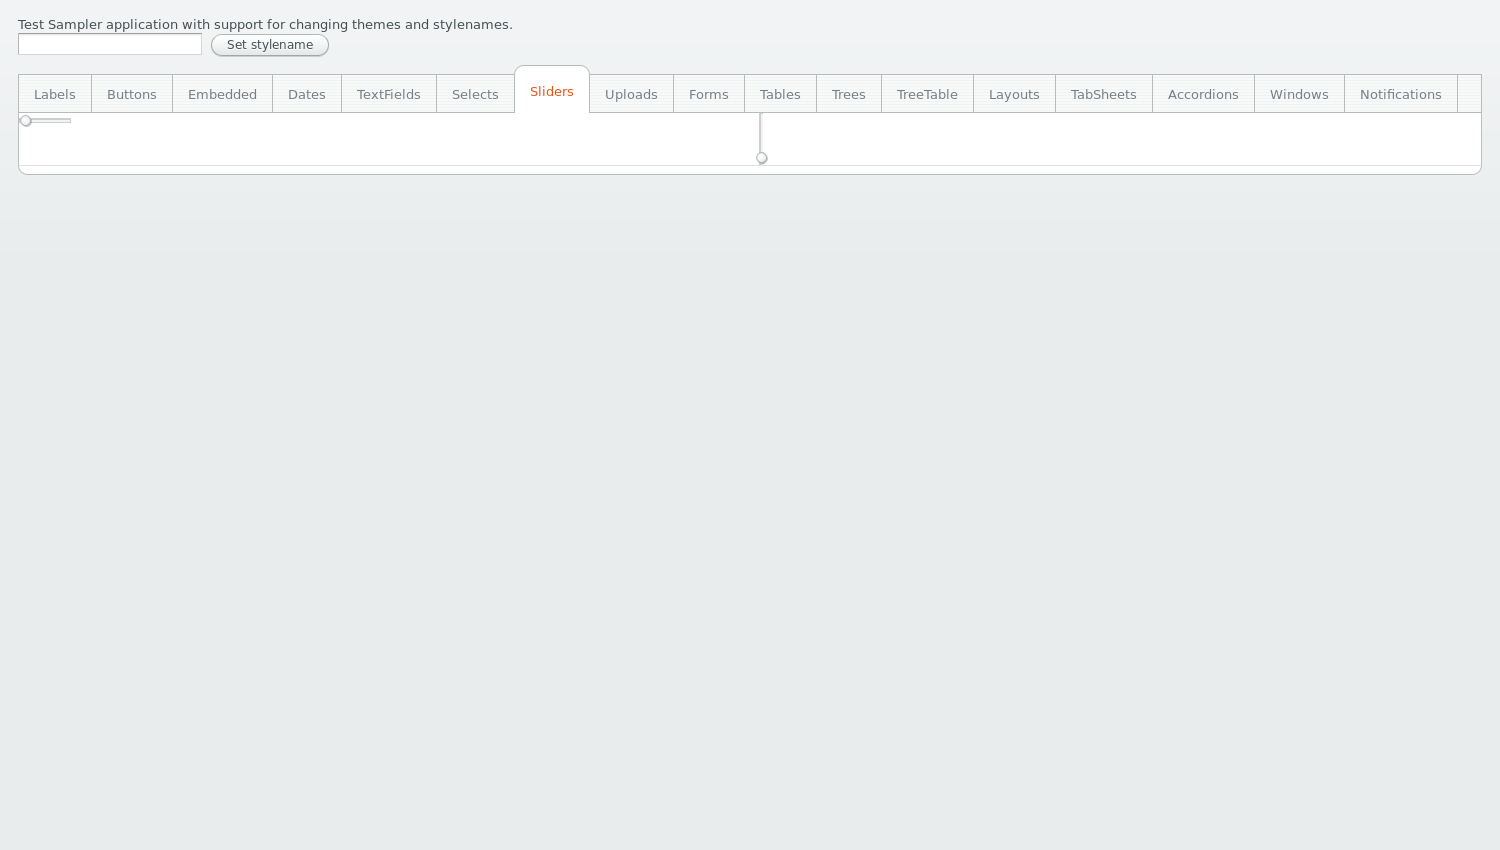 Test Sampler application with support for changing themes and stylenames.
Set stylename
Labels Buttons Embedded Dates TextFields Selects Sliders Uploads Forms Tables Trees TreeTable Layouts TabSheets Accordions Windows Notifications